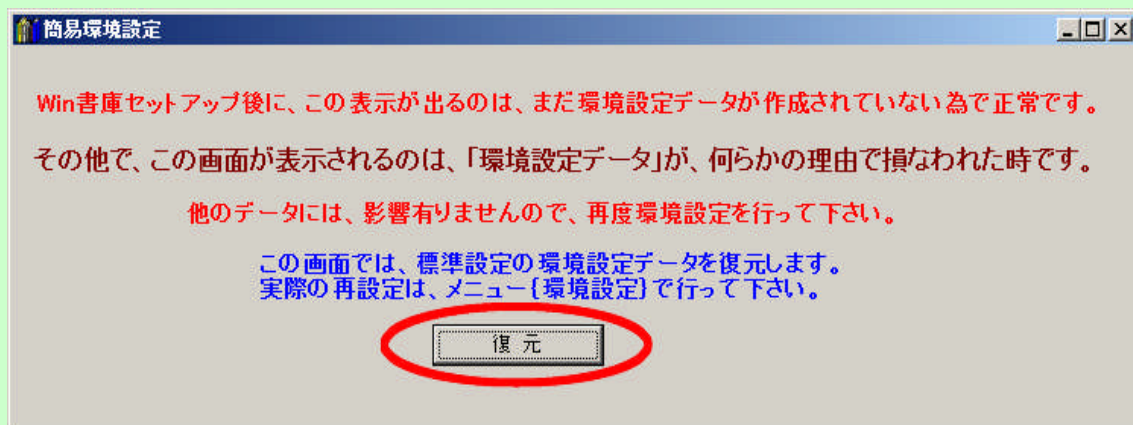 簡易環境設定
Win書庫セットアップ後に、この表示が出るのは、まだ環境設定データが作成されていない為で正常です。
その他で、この画面が表示されるのは、「環境設定データ」が、何らかの理由で損なわれた時です。
他のデータには、影響有りませんので、再度環境設定を行って下さい。
この画面では、標準設定の環境設定データを復元します。
実際の再設定は、メニュー{環境設定}で行って下さい。
復元